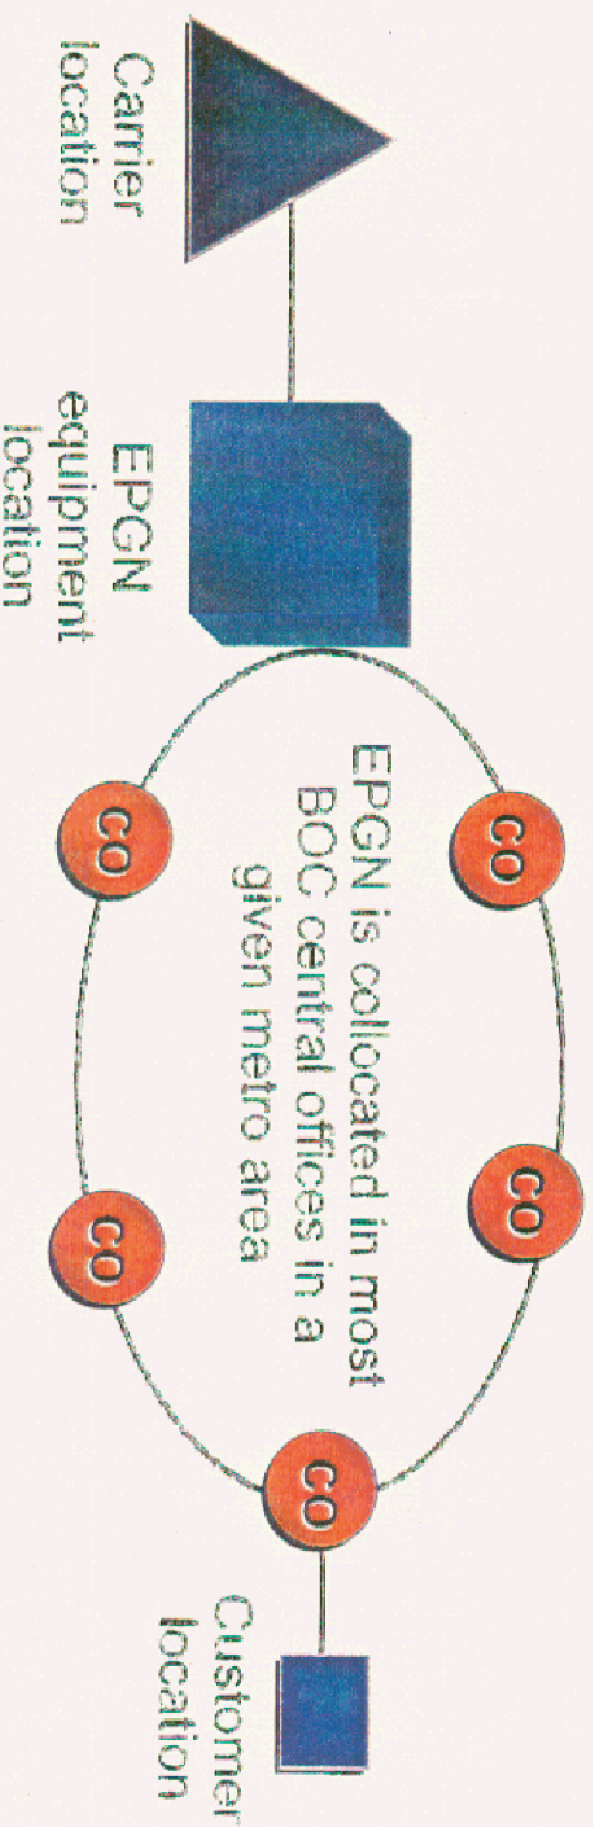 Carrier
location
EPGN
equipment
location
CO
CO
EPGN is collocated in most
BOC central offices in a
given metro area
CO
CO
CO
Customer
location